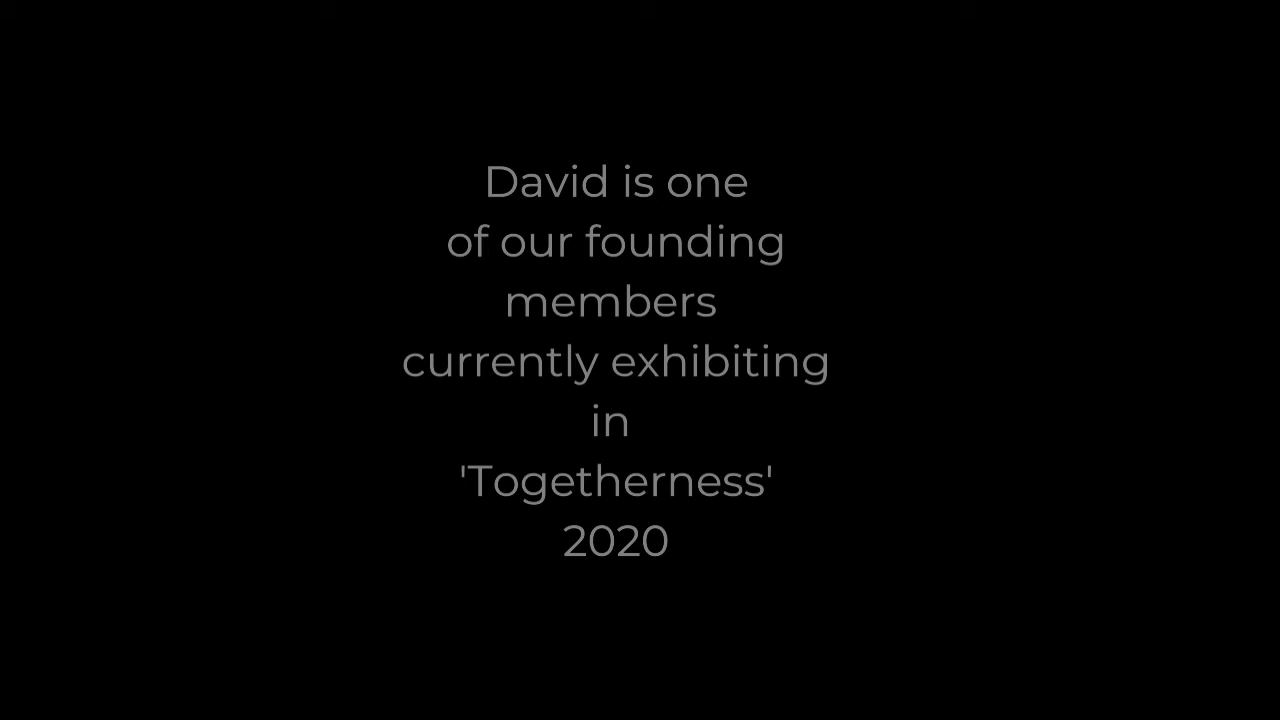 David is one
of our founding
members
currently exhibiting
in
'Togetherness'
2020